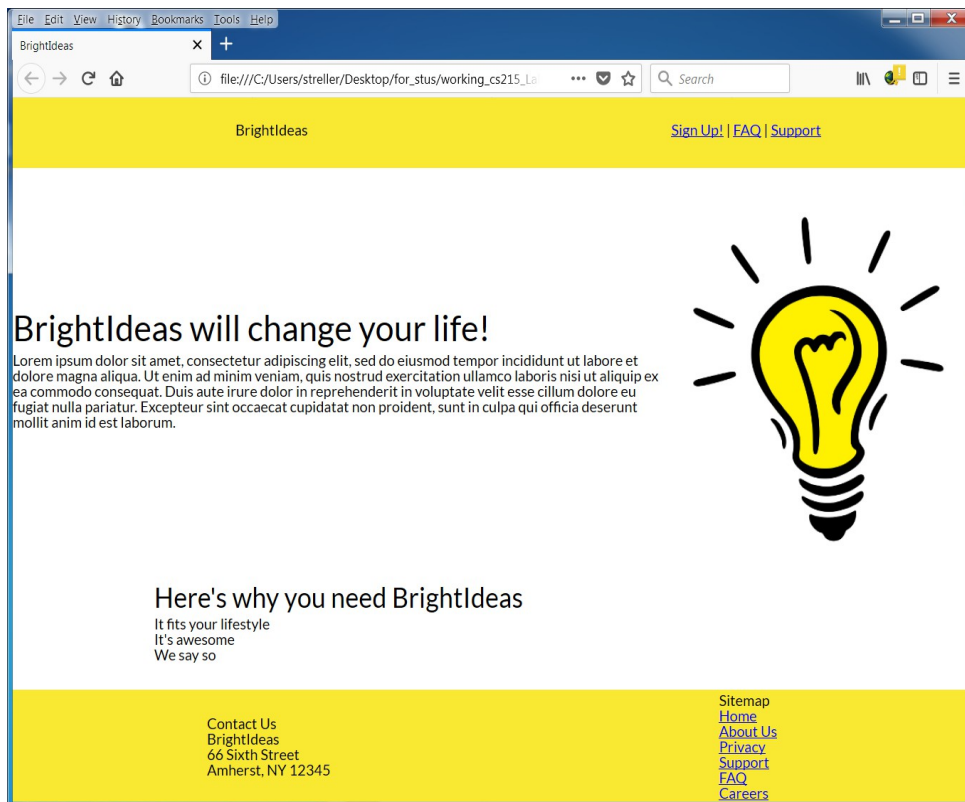 File Edit View History Bookmarks Tools Help
BrightIdeas
file:///C:/Users/streller/Desktop/for_stus/working_cs215_La
Search
BrightIdeas
Sign Up! | FAQ | Support
BrightIdeas will change your life!
Lorem ipsum dolor sit amet, consectetur adipiscing elit, sed do eiusmod tempor incididunt ut labore et
dolore magna aliqua. Ut enim ad minim veniam, quis nostrud exercitation ullamco laboris nisi ut aliquip ex
ea commodo consequat. Duis aute irure dolor in reprehenderit in voluptate velit esse cillum dolore eu
fugiat nulla pariatur. Excepteur sint occaecat cupidatat non proident, sunt in culpa qui officia deserunt
mollit anim id est laborum.
Here's why you need BrightIdeas
It fits your lifestyle
It's awesome
We say so
Contact Us
BrightIdeas
66 Sixth Street
Amherst, NY 12345
Sitemap
Home
About Us
Privacy
Support
FAQ
Careers